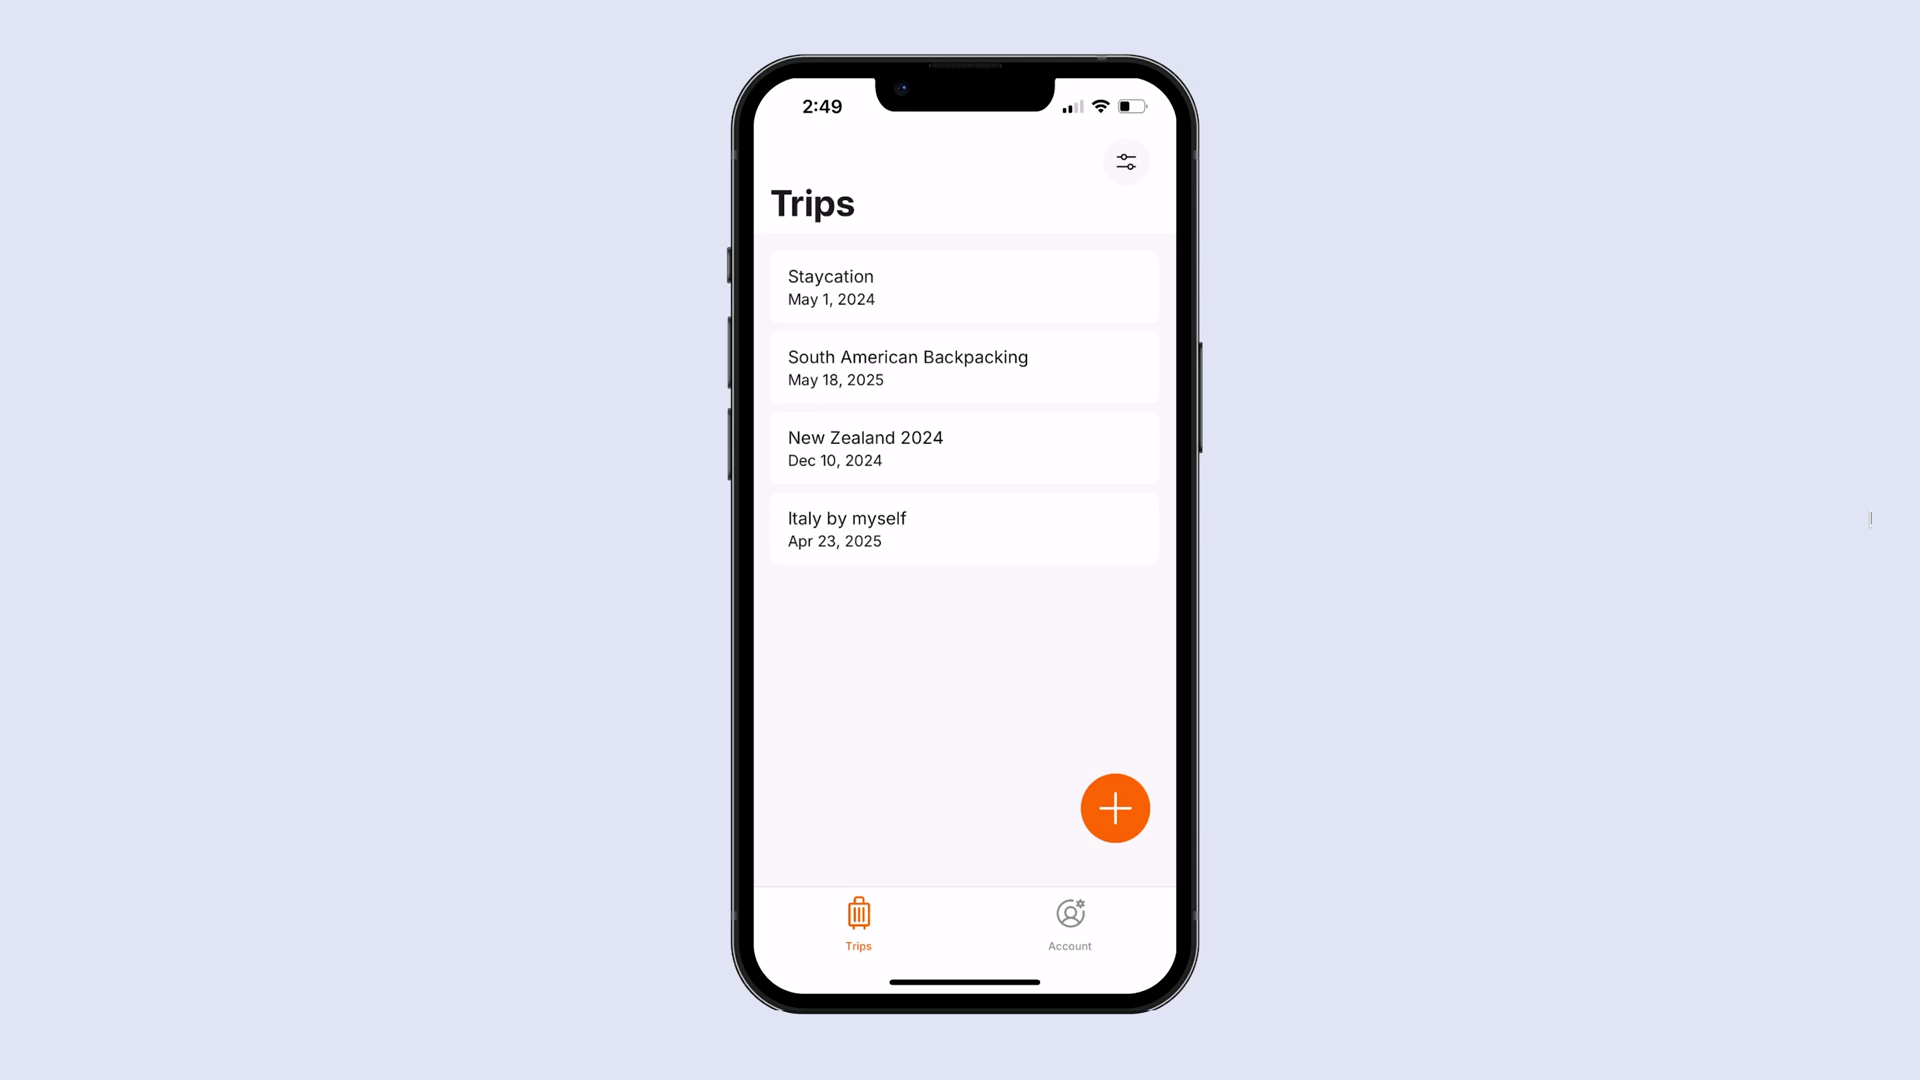 2:49
Trips
Staycation
May 1, 2024
South American Backpacking
May 18, 2025
New Zealand 2024
Dec 10, 2024
Italy by myself
Apr 23, 2025
Trips
Account